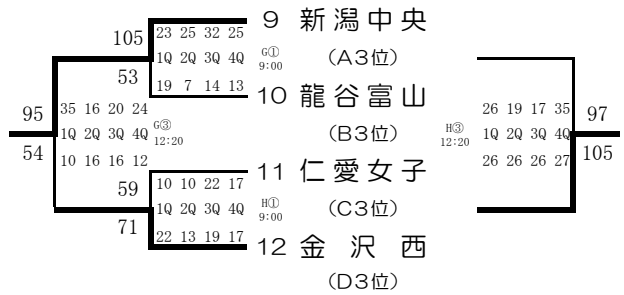 23 25 32 25 9 新潟中央
105
1Q 2Q 3Q 4Q G① 9:00 (A3位)
53
19 7 14 13
10 龍谷富山
95 35 16 20 24 26 19 17 35 97
1Q 2Q 3Q 4Q G③ 12:20 (B3位) H③ 12:20 1Q 2Q 3Q 4Q
54 10 16 16 12 26 26 26 27 105
59 10 10 22 17 11 仁愛女子
1Q 2Q 3Q 4Q H① 9:00 (C3位)
71
22 13 19 17 12 金沢西
(D3位)